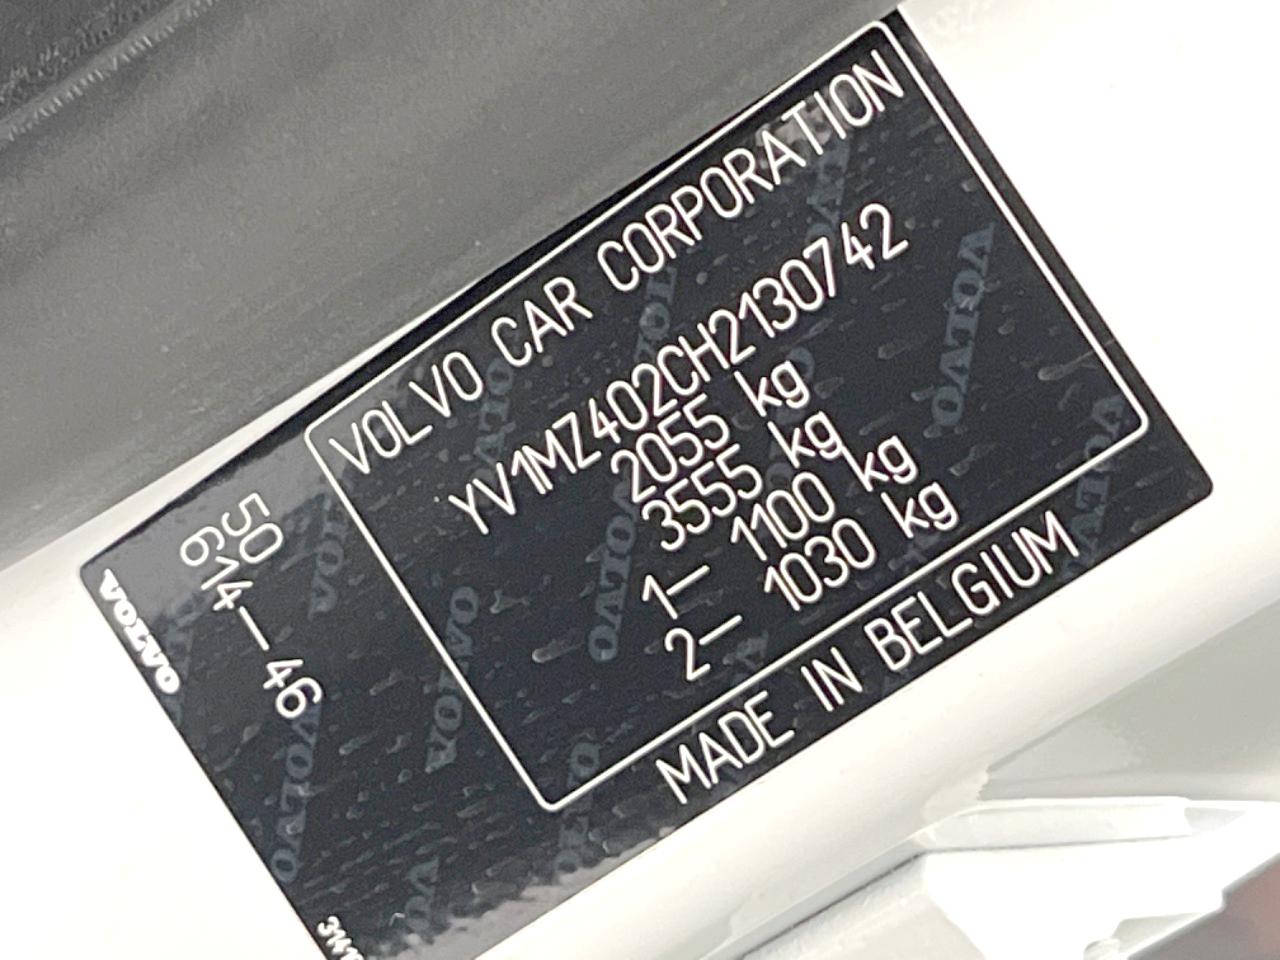 VOLVO CAR CORPORATION
YV1MZ402CH2130742
2055 kg
3555 kg
1— 1100 kg
2— 1030 kg
MADE IN BELGIUM
50
614—46
VOLVO